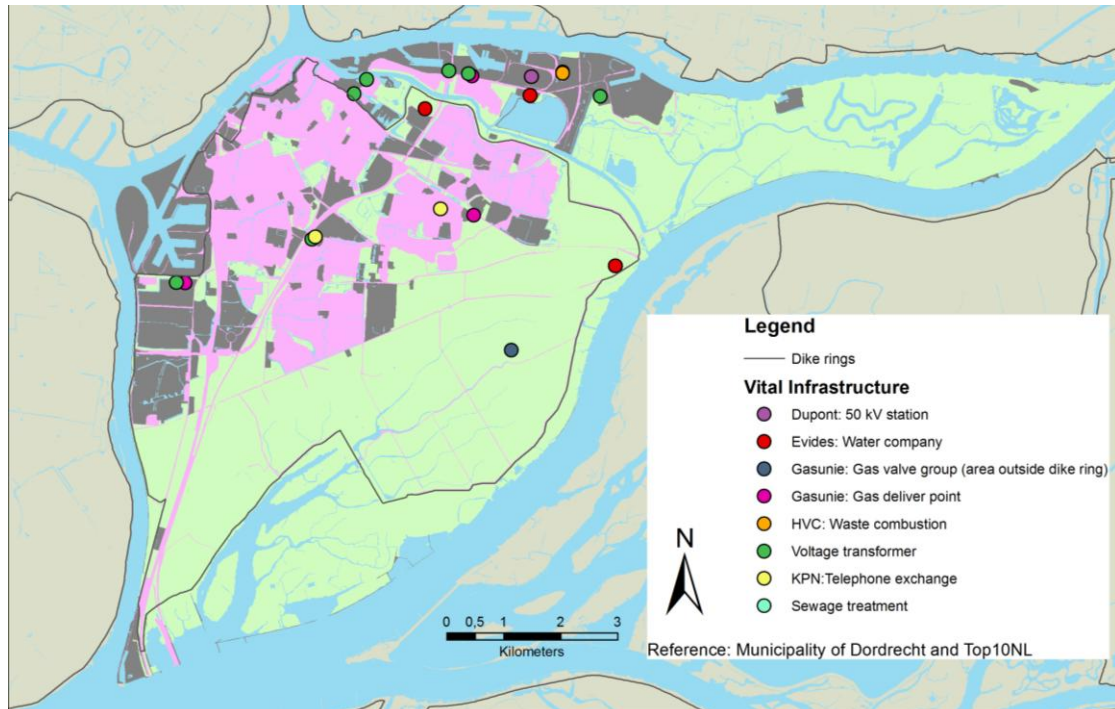 Legend
Dike rings
Vital Infrastructure
Dupont: 50 kV station
Evides: Water company
Gasunie: Gas valve group (area outside dike ring)
Gasunie: Gas deliver point
HVC: Waste combustion
Voltage transformer
KPN:Telephone exchange
Sewage treatment
N
0 0,5 1 2 3
Kilometers
Reference: Municipality of Dordrecht and Top10NL